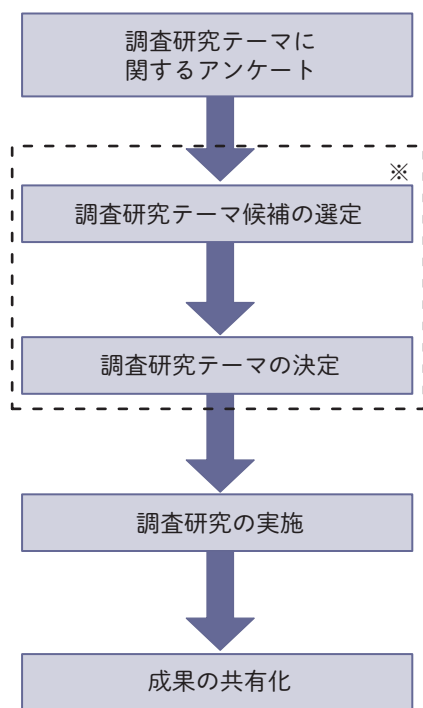 調査研究テーマに
関するアンケート
※
調査研究テーマ候補の選定
調査研究テーマの決定
調査研究の実施
成果の共有化